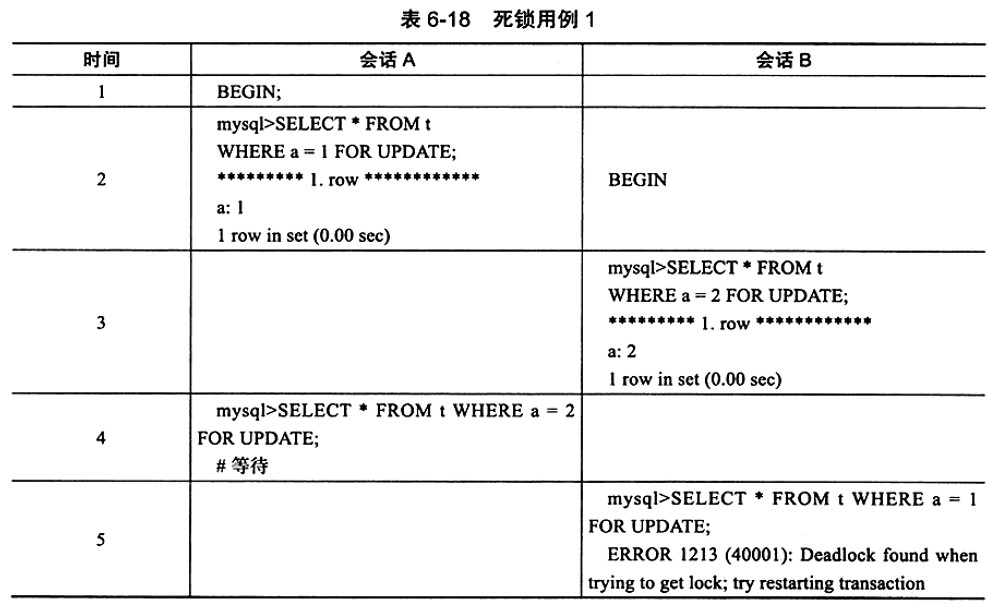 表 6-18 死锁用例 1
时间 会话 A 会话 B
1 BEGIN;
mysql>SELECT * FROM t
WHERE a = 1 FOR UPDATE;
********* 1. row ************
2 BEGIN
a: 1
1 row in set (0.00 sec)
mysql>SELECT * FROM t
WHERE a = 2 FOR UPDATE;
********* 1. row ************
3
a: 2
1 row in set (0.00 sec)
mysql>SELECT * FROM t WHERE a = 2
4 FOR UPDATE;
# 等待
mysql>SELECT * FROM t WHERE a = 1
FOR UPDATE;
5
ERROR 1213 (40001): Deadlock found when
trying to get lock; try restarting transaction